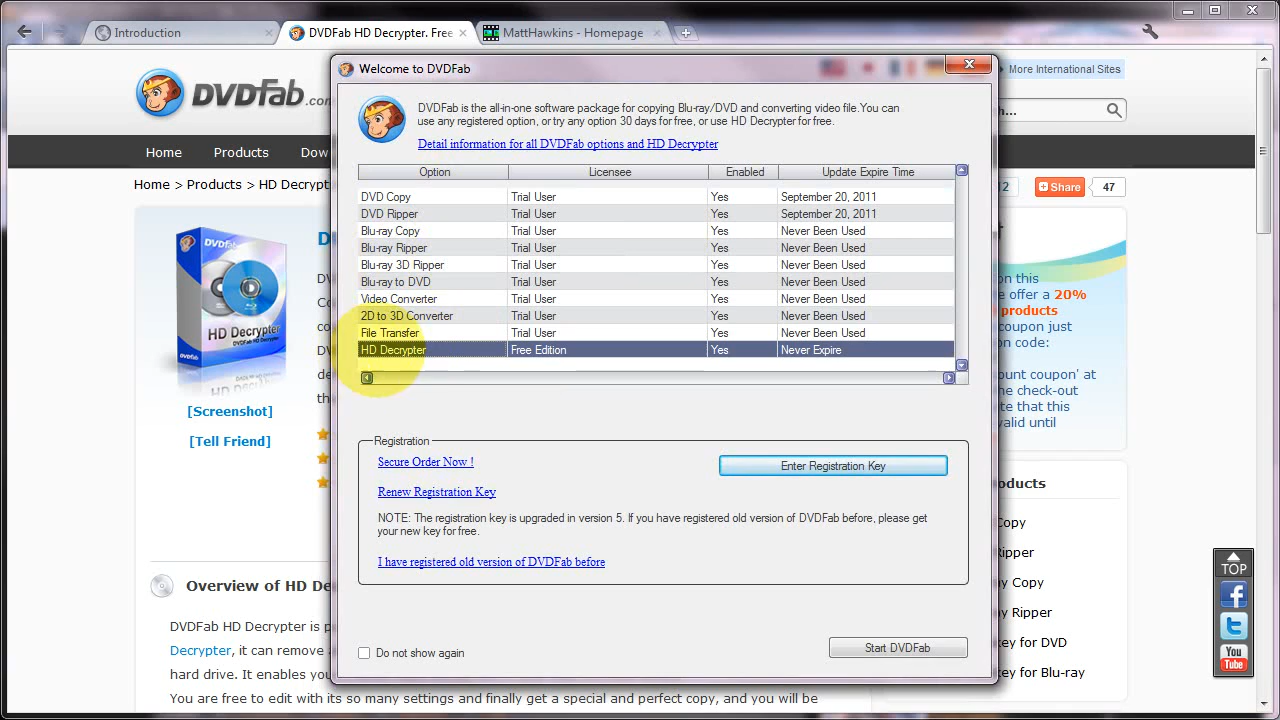 Introduction
DVDFab HD Decrypter. Free
MattHawkins - Homepage
Welcome to DVDFab
More International Sites
DVDFab.com
DVDFab is the all-in-one software package for copying Blu-ray/DVD and converting video file.You can
use any registered option, or try any option 30 days for free, or use HD Decrypter for free.
Detail information for all DVDFab options and HD Decrypter
Home Products Dow
Home > Products > HD Decrypt
Option Licensee Enabled Update Expire Time
DVD Copy Trial User Yes September 20, 2011
DVD Ripper Trial User Yes September 20, 2011
Blu-ray Copy Trial User Yes Never Been Used
Blu-ray Ripper Trial User Yes Never Been Used
Blu-ray 3D Ripper Trial User Yes Never Been Used
Blu-ray to DVD Trial User Yes Never Been Used
Video Converter Trial User Yes Never Been Used
2D to 3D Converter Trial User Yes Never Been Used
File Transfer Trial User Yes Never Been Used
HD Decrypter Free Edition Yes Never Expire
Share 47
DVDFab
HD Decrypter
DVDFab HD Decrypter
[Screenshot]
[Tell Friend]
on this
e offer a 20%
products
coupon just
on code:
unt coupon' at
he check-out
te that this
valid until
Registration
Secure Order Now !
Enter Registration Key
Renew Registration Key
NOTE: The registration key is upgraded in version 5. If you have registered old version of DVDFab before, please get
your new key for free.
I have registered old version of DVDFab before
Do not show again
Start DVDFab
oducts
Copy
Ripper
y Copy
y Ripper
ey for DVD
ey for Blu-ray
TOP
You
Tube
Overview of HD De
DVDFab HD Decrypter is p
Decrypter, it can remove a
hard drive. It enables you
You are free to edit with its so many settings and finally get a special and perfect copy, and you will be